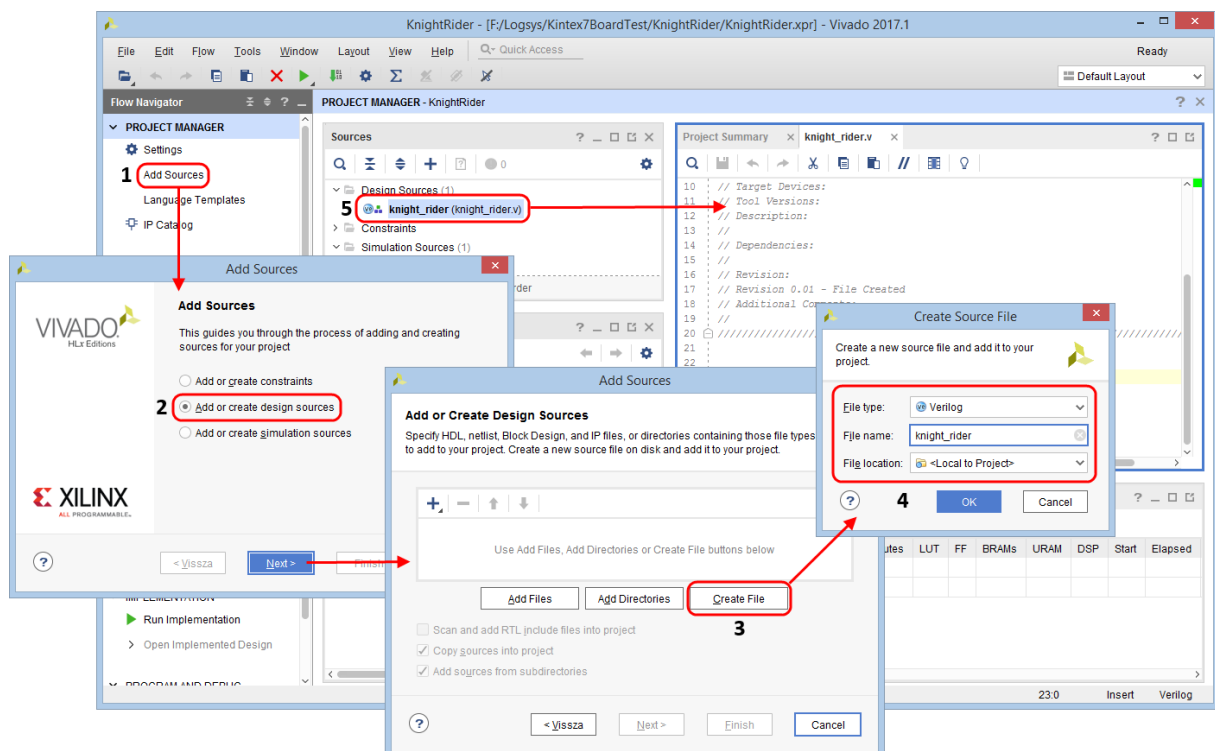 KnightRider - [F:/Logsys/Kintex7BoardTest/KnightRider/KnightRider.xpr] - Vivado 2017.1
File Edit Flow Tools Window Layout View Help Quick Access
Ready
Default Layout
Flow Navigator
PROJECT MANAGER - KnightRider
PROJECT MANAGER
Settings
1 Add Sources
Language Templates
IP Catalog
Sources
0
Design Sources (1)
5 knight_rider (knight_rider.v)
Constraints
Simulation Sources (1)
Project Summary knight_rider.v
10 // Target Devices:
11 // Tool Versions:
12 // Description:
13 //
14 // Dependencies:
15 //
16 // Revision:
17 // Revision 0.01 - File Created
18 // Additional Comments:
19 //
20 //////////////////
21
22
Add Sources
VIVADO
HLx Editions
Add Sources
This guides you through the process of adding and creating
sources for your project
Add or create constraints
2 Add or create design sources
Add or create simulation sources
XILINX
ALL PROGRAMMABLE.
? < Vissza Next > Finish
Add Sources
Add or Create Design Sources
Specify HDL, netlist, Block Design, and IP files, or directories containing those file types
to add to your project. Create a new source file on disk and add it to your project.
Use Add Files, Add Directories or Create File buttons below
Add Files Add Directories Create File
3
Scan and add RTL include files into project
Copy sources into project
Add sources from subdirectories
? < Vissza Next > Finish Cancel
Create Source File
Create a new source file and add it to your
project.
File type: Verilog
File name: knight_rider
File location: <Local to Project>
? 4 OK Cancel
LUT FF BRAMs URAM DSP Start Elapsed
IMPLEMENTATION
Run Implementation
Open Implemented Design
PROGRAM AND DEBUG
23:0 Insert Verilog